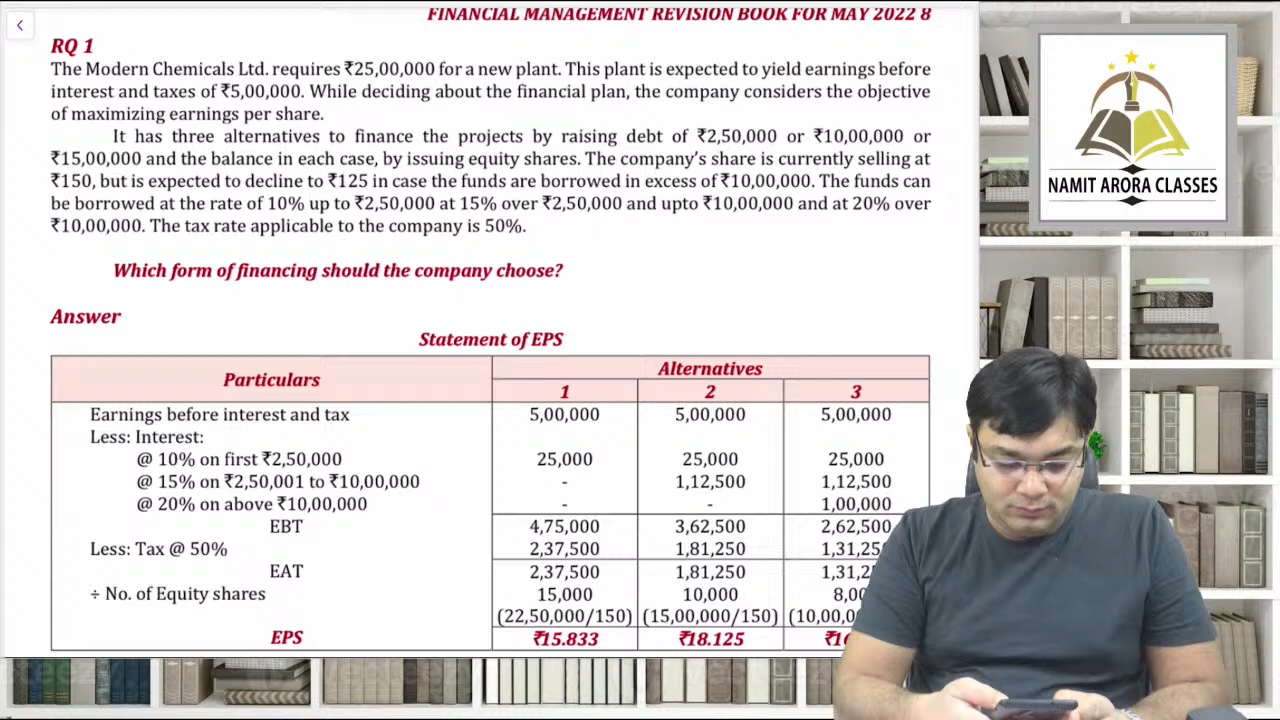 FINANCIAL MANAGEMENT REVISION BOOK FOR MAY 2022 8
RQ 1
The Modern Chemicals Ltd. requires ₹25,00,000 for a new plant. This plant is expected to yield earnings before
interest and taxes of ₹5,00,000. While deciding about the financial plan, the company considers the objective
of maximizing earnings per share.
It has three alternatives to finance the projects by raising debt of ₹2,50,000 or ₹10,00,000 or
₹15,00,000 and the balance in each case, by issuing equity shares. The company's share is currently selling at
₹150, but is expected to decline to ₹125 in case the funds are borrowed in excess of ₹10,00,000. The funds can
be borrowed at the rate of 10% up to ₹2,50,000 at 15% over ₹2,50,000 and upto ₹10,00,000 and at 20% over
₹10,00,000. The tax rate applicable to the company is 50%.
Which form of financing should the company choose?
Answer
Statement of EPS
Particulars Alternatives
1 2 3
Earnings before interest and tax 5,00,000 5,00,000 5,00,000
Less: Interest:
@ 10% on first ₹2,50,000 25,000 25,000 25,000
@ 15% on ₹2,50,001 to ₹10,00,000 - 1,12,500 1,12,500
@ 20% on above ₹10,00,000 - - 1,00,000
EBT 4,75,000 3,62,500 2,62,500
Less: Tax @ 50% 2,37,500 1,81,250
EAT 2,37,500 1,81,250
÷ No. of Equity shares 15,000 10,000
(22,50,000/150) (15,00,000/150)
EPS ₹15.833 ₹18.125
NAMIT ARORA CLASSES